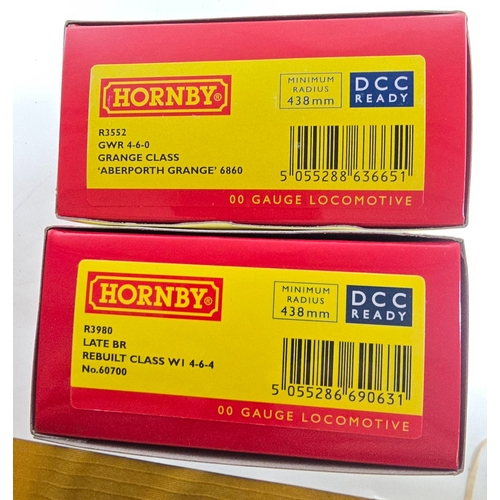 HORNBY®
MINIMUM
RADIUS
438mm
DCC
READY
R3552
GWR 4-6-0
GRANGE CLASS
'ABERPORTH GRANGE' 6860
5 055288 636651
00 GAUGE LOCOMOTIVE
HORNBY®
MINIMUM
RADIUS
438mm
DCC
READY
R3980
LATE BR
REBUILT CLASS W1 4-6-4
No.60700
5 055286 690631
00 GAUGE LOCOMOTIVE